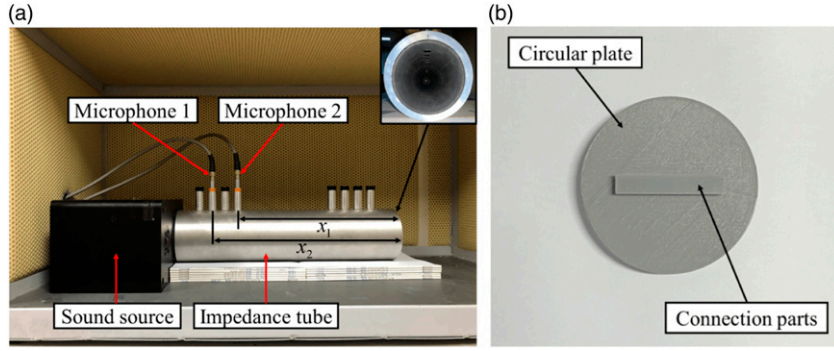 (a)
Microphone 1
Microphone 2
x1
x2
Sound source
Impedance tube
(b)
Circular plate
Connection parts